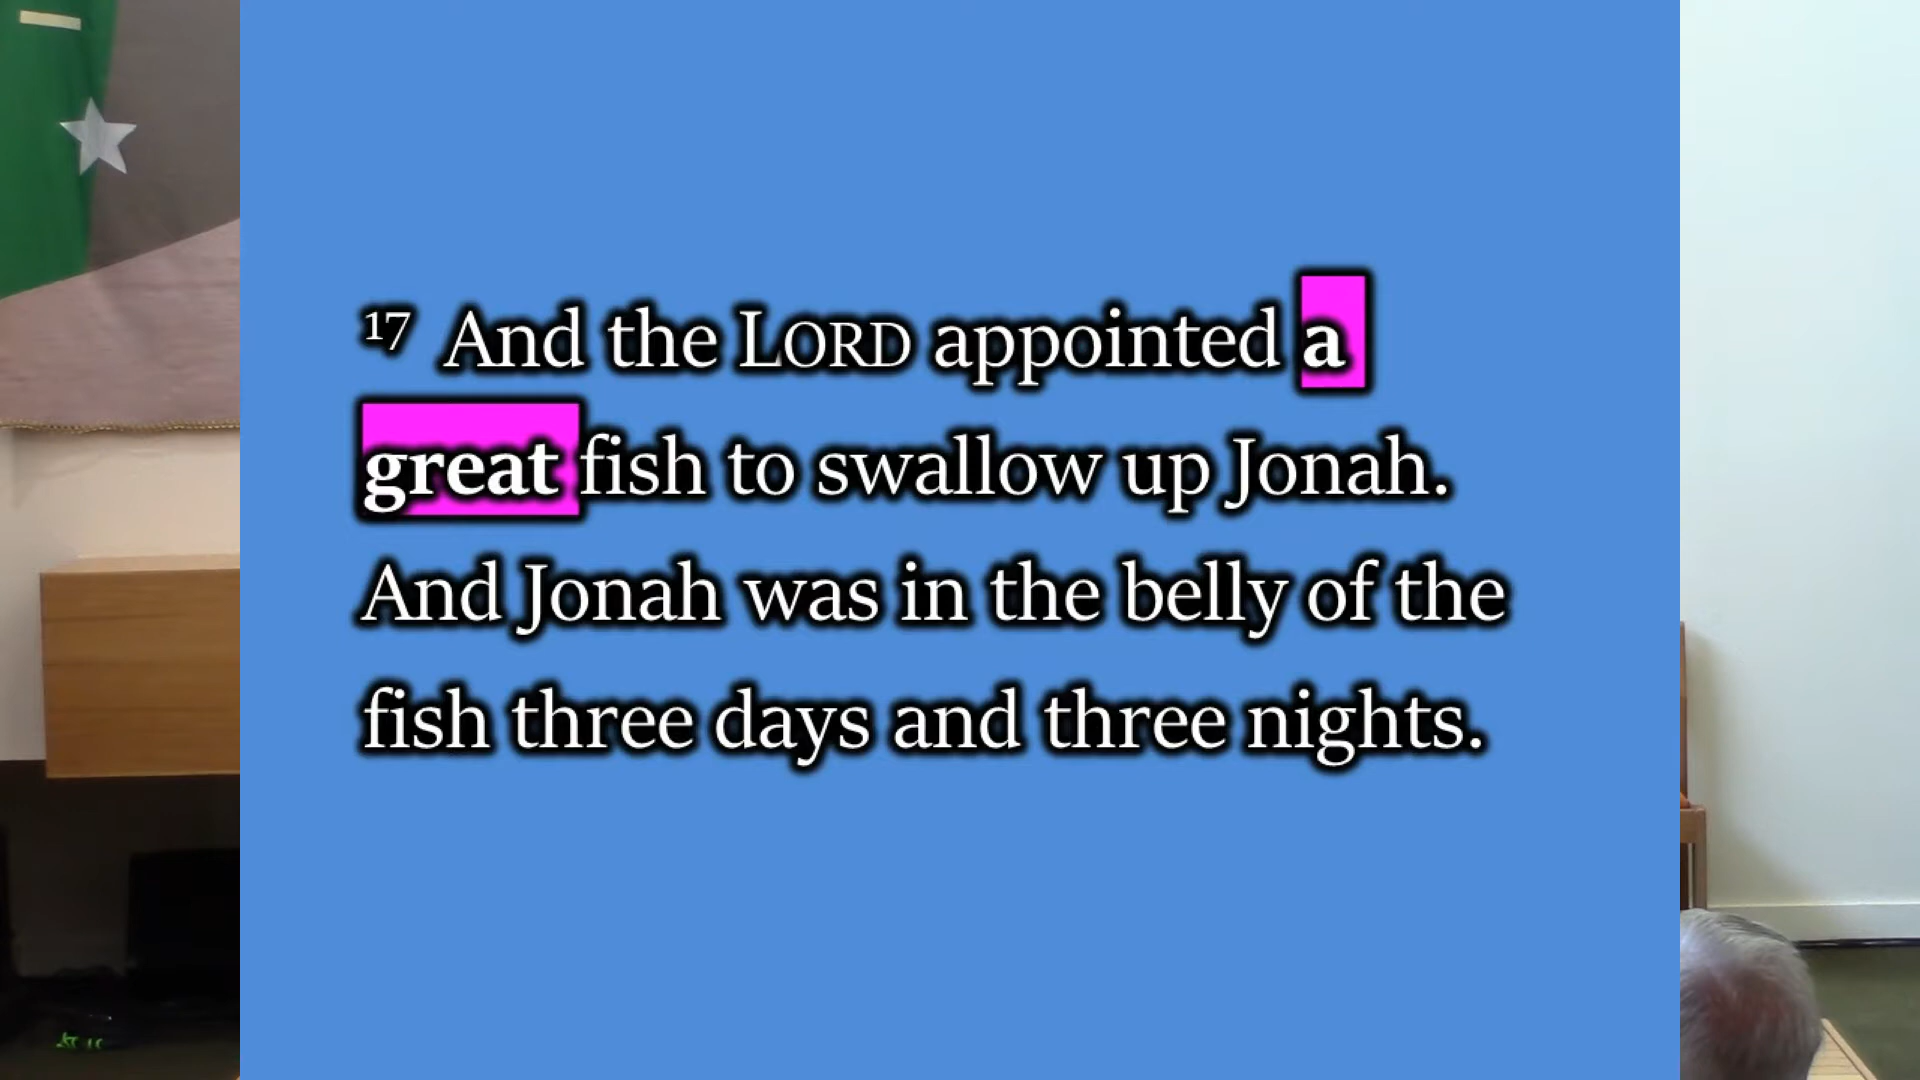 17 And the LORD appointed a
great fish to swallow up Jonah.
And Jonah was in the belly of the
fish three days and three nights.